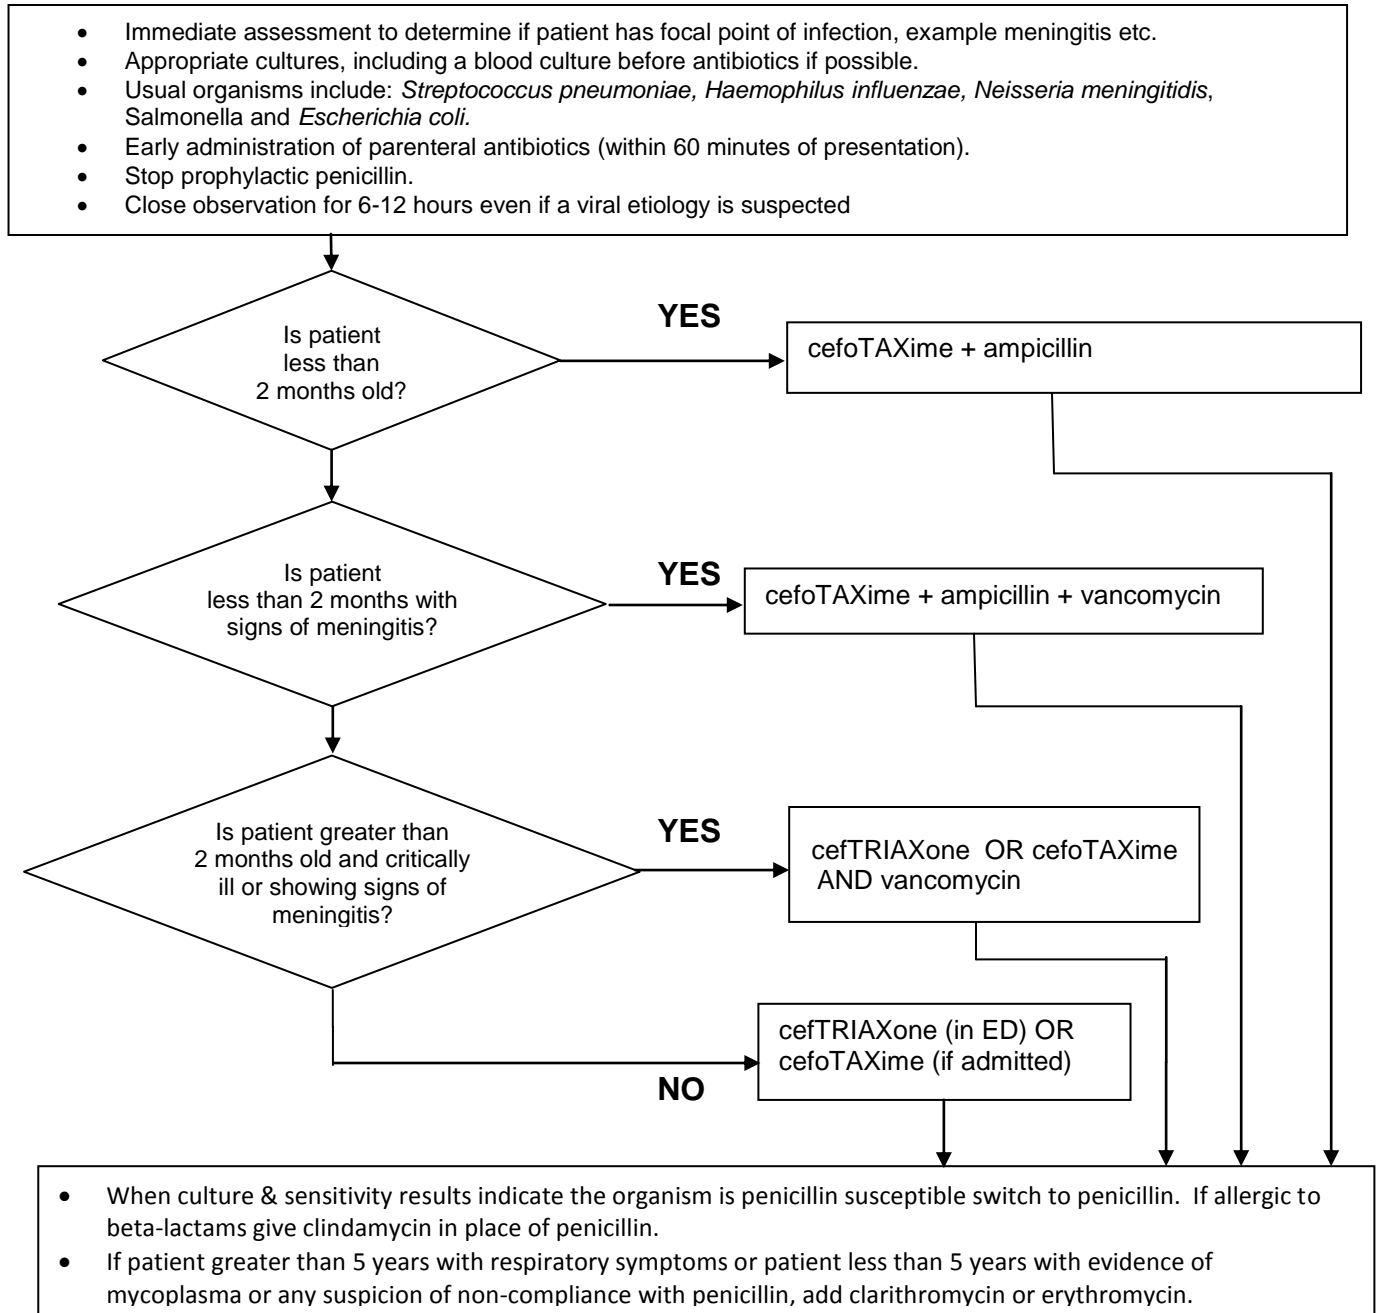 • Immediate assessment to determine if patient has focal point of infection, example meningitis etc.
• Appropriate cultures, including a blood culture before antibiotics if possible.
• Usual organisms include: Streptococcus pneumoniae, Haemophilus influenzae, Neisseria meningitidis,
Salmonella and Escherichia coli.
• Early administration of parenteral antibiotics (within 60 minutes of presentation).
• Stop prophylactic penicillin.
• Close observation for 6-12 hours even if a viral etiology is suspected
Is patient
less than
2 months old?
YES
cefoTAXime + ampicillin
Is patient
less than 2 months with
signs of meningitis?
YES
cefoTAXime + ampicillin + vancomycin
Is patient greater than
2 months old and critically
ill or showing signs of
meningitis?
YES
cefTRIAXone OR cefoTAXime
AND vancomycin
NO
cefTRIAXone (in ED) OR
cefoTAXime (if admitted)
• When culture & sensitivity results indicate the organism is penicillin susceptible switch to penicillin. If allergic to
beta-lactams give clindamycin in place of penicillin.
• If patient greater than 5 years with respiratory symptoms or patient less than 5 years with evidence of
mycoplasma or any suspicion of non-compliance with penicillin, add clarithromycin or erythromycin.